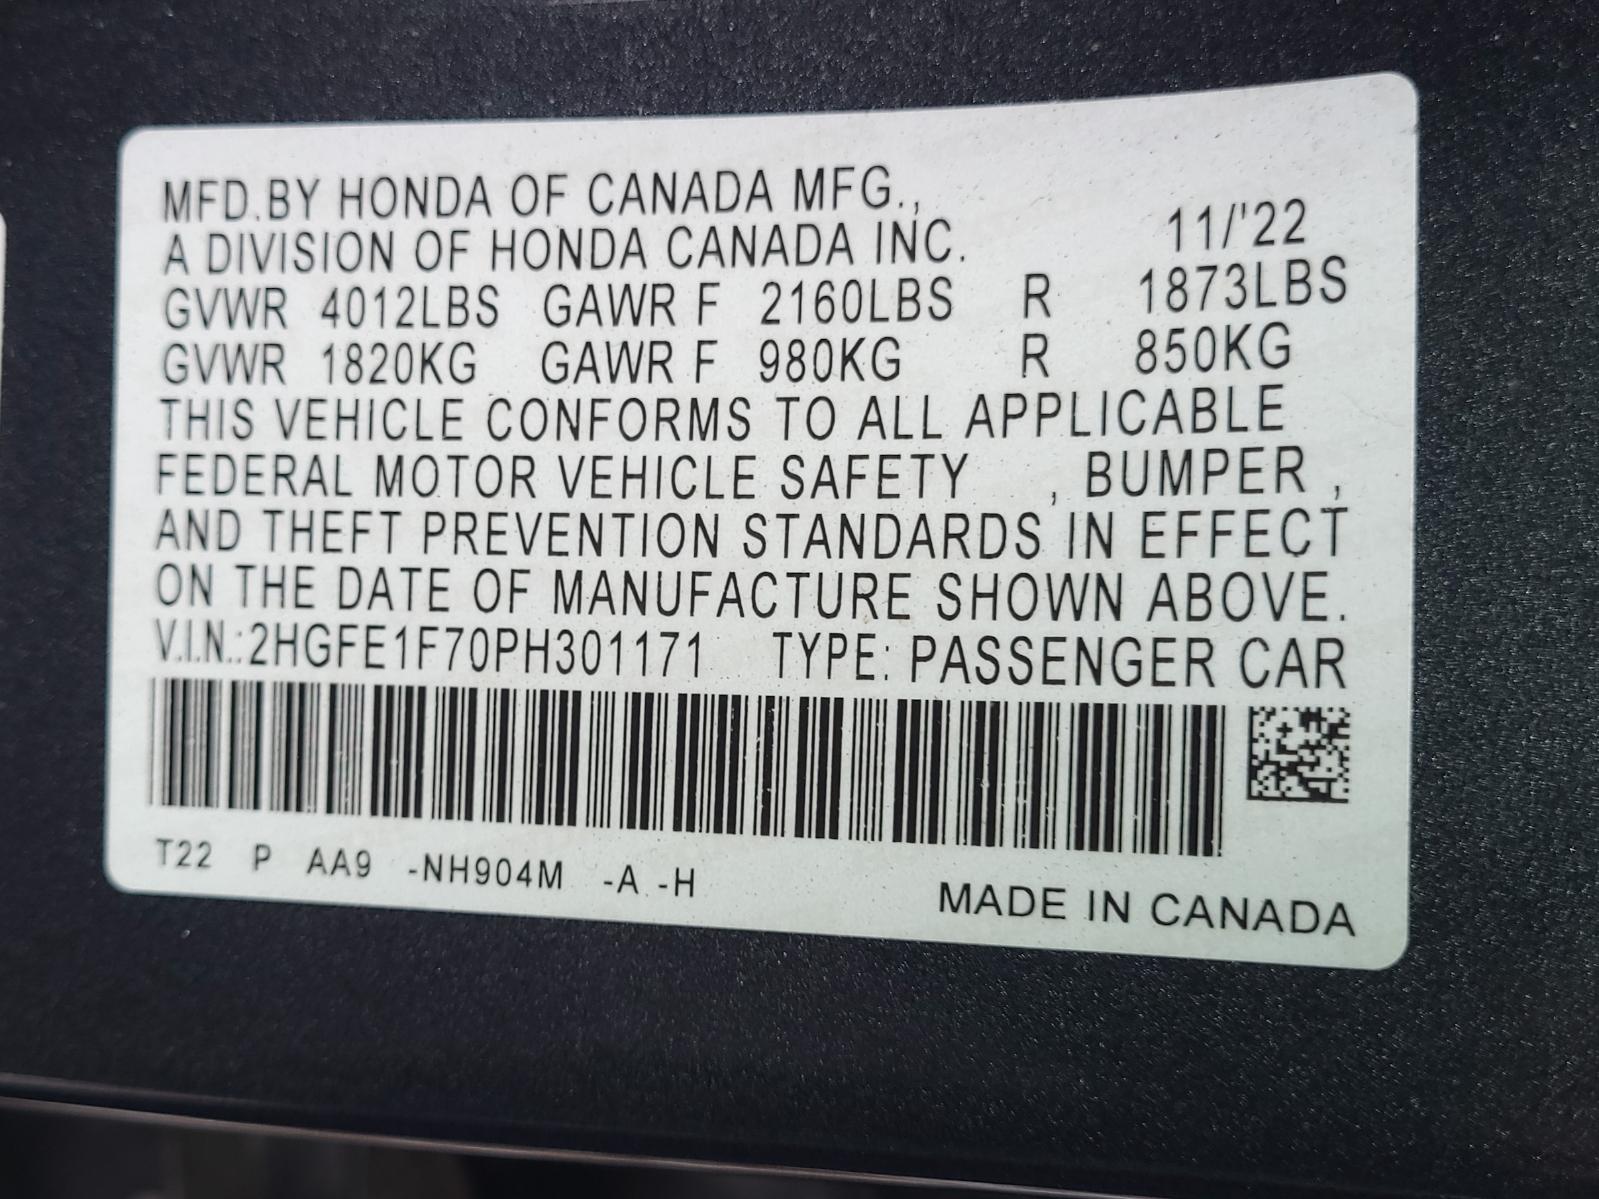 MFD.BY HONDA OF CANADA MFG.,
A DIVISION OF HONDA CANADA INC. 11/'22
GVWR 4012LBS GAWR F 2160LBS R 1873LBS
GVWR 1820KG GAWR F 980KG R 850KG
THIS VEHICLE CONFORMS TO ALL APPLICABLE
FEDERAL MOTOR VEHICLE SAFETY , BUMPER ,
AND THEFT PREVENTION STANDARDS IN EFFECT
ON THE DATE OF MANUFACTURE SHOWN ABOVE.
V.I.N.:2HGFE1F70PH301171 TYPE: PASSENGER CAR
T22 P AA9 -NH904M -A -H
MADE IN CANADA